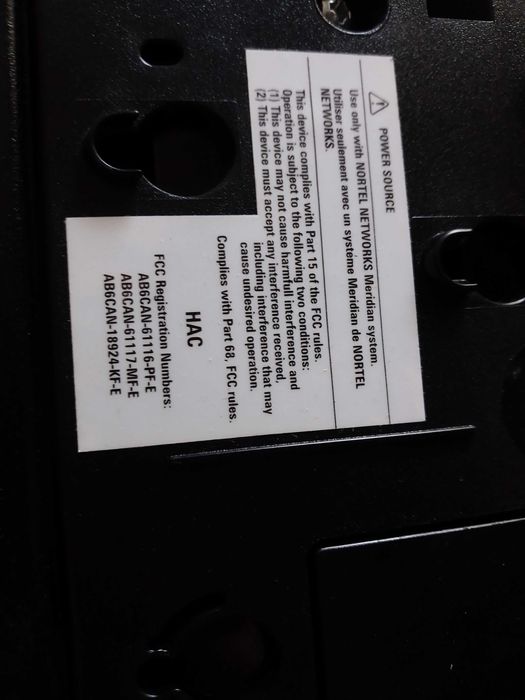 POWER SOURCE
Use only with NORTEL NETWORKS Meridian system.
Utiliser seulement avec un systéme Meridian de NORTEL
NETWORKS.
This device complies with Part 15 of the FCC rules.
Operation is subject to the following two conditions:
(1) This device may not cause harmfull interference and
(2) This device must accept any interference received,
including interference that may
cause undesired operation.
Complies with Part 68, FCC rules.
HAC
FCC Registration Numbers:
AB6CAN-61116-PF-E
AB6CAN-61117-MF-E
AB6CAN-18924-KF-E